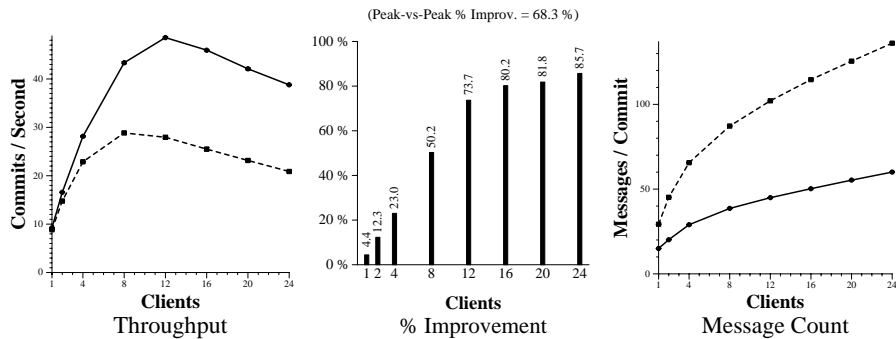 (Peak-vs-Peak % Improv. = 68.3 %)
Commits / Second
40
30
20
10
0
1 4 8 12 16 20 24
Clients
Throughput
100 %
80 %
60 %
40 %
20 %
0 %
4.4
12.3
23.0
50.2
73.7
80.2
81.8
85.7
1 2 4 8 12 16 20 24
Clients
% Improvement
Messages / Commit
100
50
0
1 4 8 12 16 20 24
Clients
Message Count